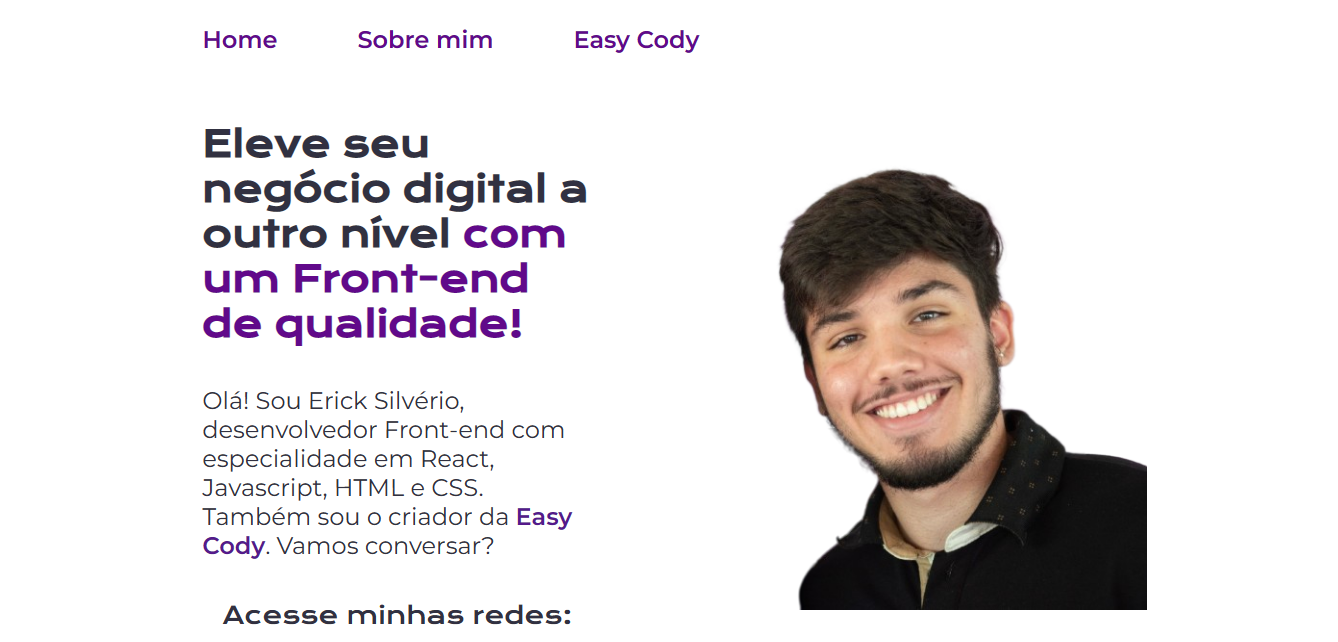 Home Sobre mim Easy Cody
Eleve seu
negócio digital a
outro nível com
um Front-end
de qualidade!
Olá! Sou Erick Silvério,
desenvolvedor Front-end com
especialidade em React,
Javascript, HTML e CSS.
Também sou o criador da Easy
Cody. Vamos conversar?
Acesse minhas redes: